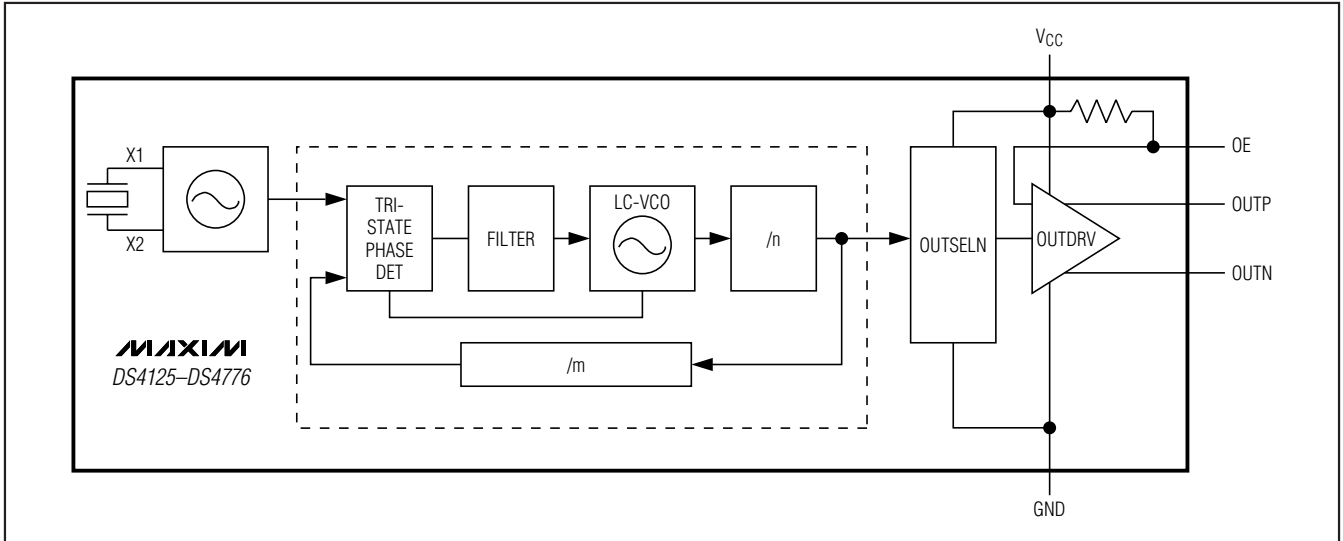 VCC
X1
X2
TRI-
STATE
PHASE
DET
FILTER
LC-VCO
/n
/m
OUTSELN
OUTDRV
OE
OUTP
OUTN
MAXIM
DS4125–DS4776
GND